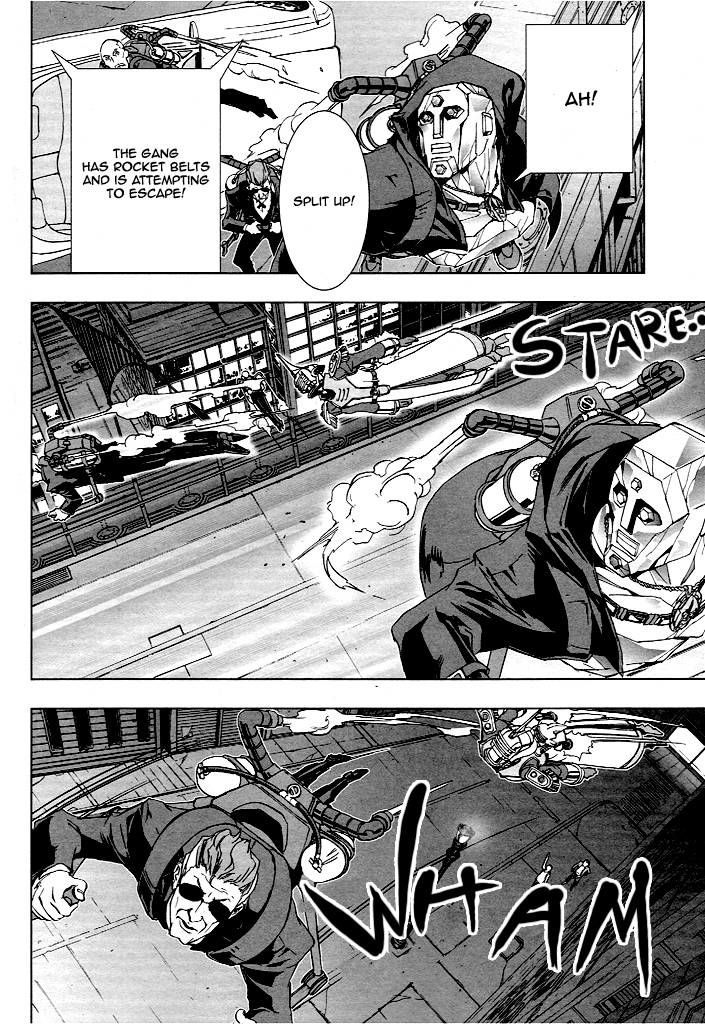 AH!
THE GANG
HAS ROCKET BELTS
AND IS ATTEMPTING
TO ESCAPE!
SPLIT UP!
STARE..
WHAM